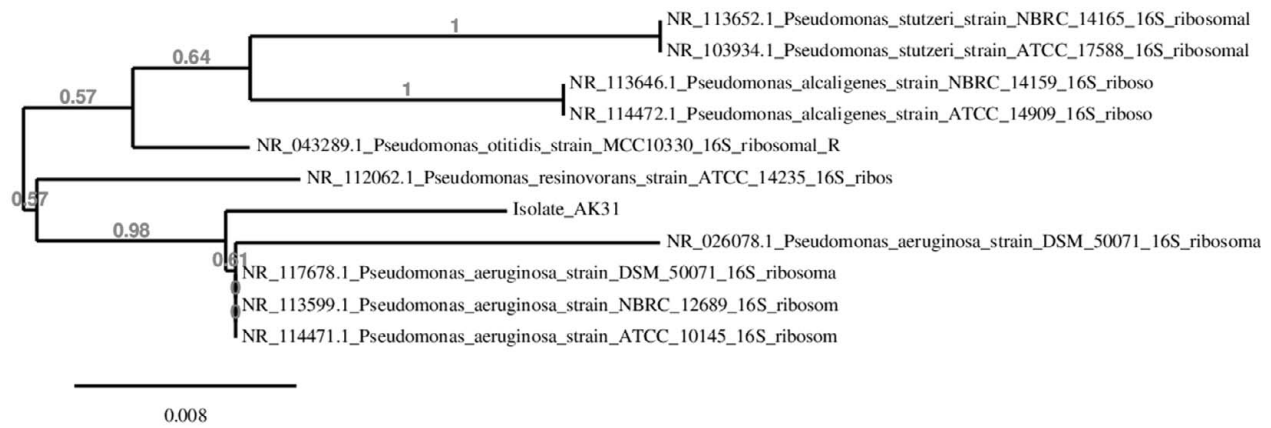 1
NR_113652.1_Pseudomonas_stutzeri_strain_NBRC_14165_16S_ribosomal
NR_103934.1_Pseudomonas_stutzeri_strain_ATCC_17588_16S_ribosomal
0.64
1
NR_113646.1_Pseudomonas_alcaligenes_strain_NBRC_14159_16S_riboso
NR_114472.1_Pseudomonas_alcaligenes_strain_ATCC_14909_16S_riboso
0.57
NR_043289.1_Pseudomonas_otitidis_strain_MCC10330_16S_ribosomal_R
NR_112062.1_Pseudomonas_resinovorans_strain_ATCC_14235_16S_ribos
0.57
Isolate_AK31
0.98
NR_026078.1_Pseudomonas_aeruginosa_strain_DSM_50071_16S_ribosoma
0.61
NR_117678.1_Pseudomonas_aeruginosa_strain_DSM_50071_16S_ribosoma
0
NR_113599.1_Pseudomonas_aeruginosa_strain_NBRC_12689_16S_ribosom
0
NR_114471.1_Pseudomonas_aeruginosa_strain_ATCC_10145_16S_ribosom
0.008